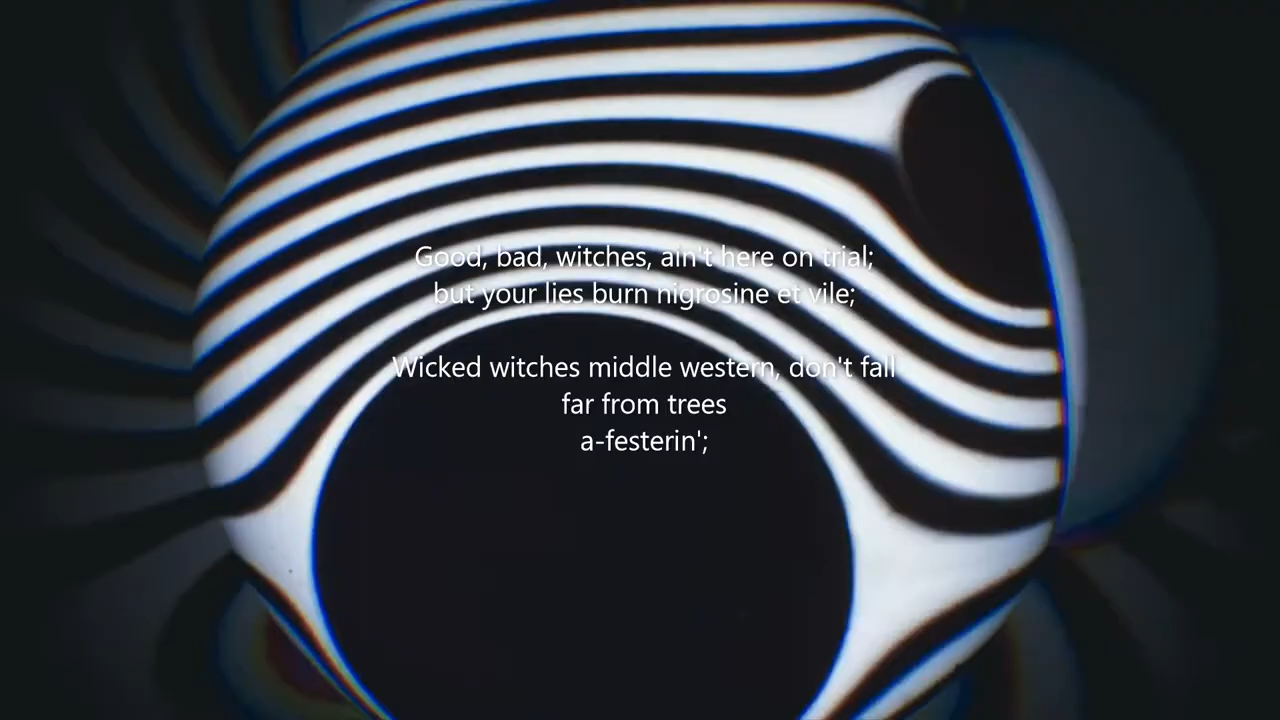 Good, bad, witches, ain't here on trial;
but your lies burn nigrosine et vile;
Wicked witches middle western, don't fall
far from trees
a-festerin';